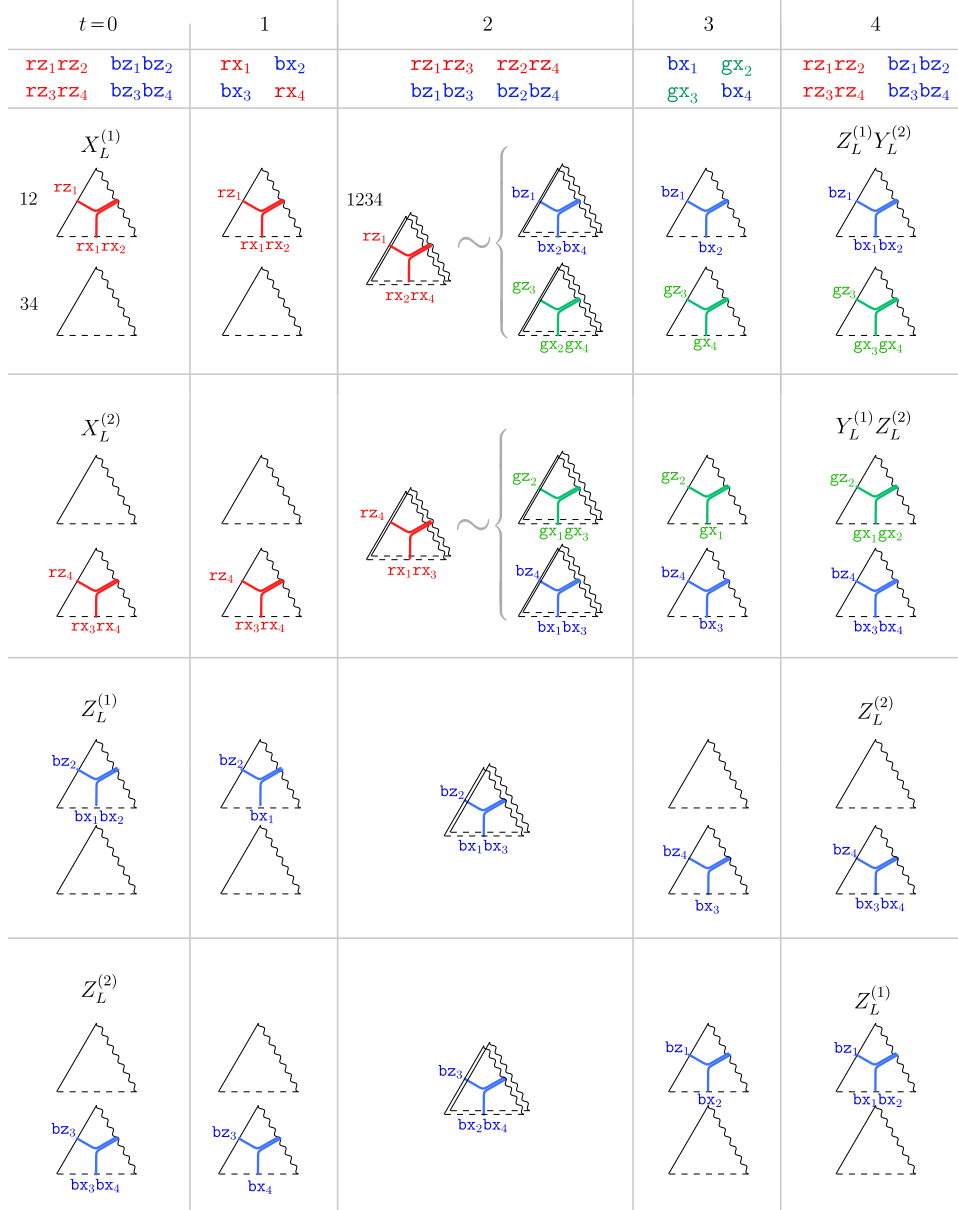 t=0 1 2 3 4
rz₁rz₂ bz₁bz₂ rx₁ bx₂ rz₁rz₃ rz₂rz₄ bx₁ gx₂ rz₁rz₂ bz₁bz₂
rz₃rz₄ bz₃bz₄ bx₃ rx₄ bz₁bz₃ bz₂bz₄ gx₃ bx₄ rz₃rz₄ bz₃bz₄
X_L^(1) Z_L^(1)Y_L^(2)
12 rz₁ rz₁ 1234 bz₁ bz₁ bz₁
rx₁rx₂ rx₁rx₂ rz₁ ~ bx₂bx₄ bx₂ bx₁bx₂
34 rx₂rx₄ gz₃ gz₃ gz₃
gx₂gx₄ gx₄ gx₃gx₄
X_L^(2) Y_L^(1)Z_L^(2)
gz₂ gz₂ gz₂
rz₄ ~ gx₁gx₃ gx₁ gx₁gx₂
rz₄ rz₄ rx₁rx₃ bz₄ bz₄ bz₄
rx₃rx₄ rx₃rx₄ bx₁bx₃ bx₃ bx₃bx₄
Z_L^(1) Z_L^(2)
bz₂ bz₂ bz₂
bx₁bx₂ bx₁ bx₁bx₃ bz₄ bz₄
bx₃ bx₃bx₄
Z_L^(2) Z_L^(1)
bz₃ bz₁ bz₁
bz₃ bz₃ bx₂bx₄ bx₂ bx₁bx₂
bx₃bx₄ bx₄